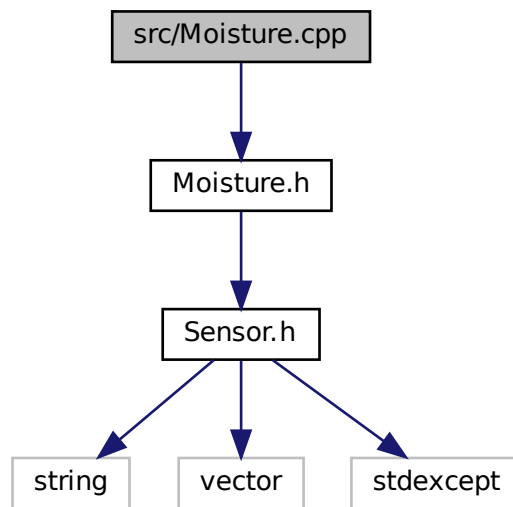 src/Moisture.cpp
Moisture.h
Sensor.h
string
vector
stdexcept